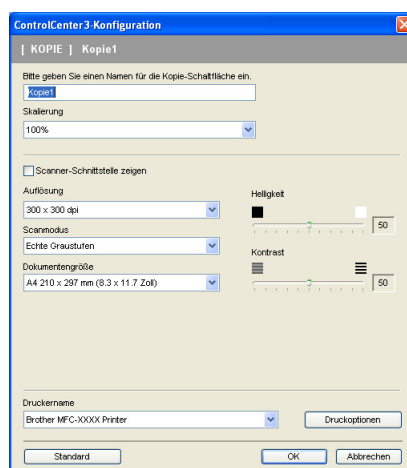 ControlCenter3-Konfiguration
[ KOPIE ] Kopie1
Bitte geben Sie einen Namen für die Kopie-Schaltfläche ein.
Kopie1
Skalierung
100%
Scanner-Schnittstelle zeigen
Auflösung
300 x 300 dpi
Scanmodus
Echte Graustufen
Dokumentengröße
A4 210 x 297 mm (8.3 x 11.7 Zoll)
Helligkeit
50
Kontrast
50
Druckername
Brother MFC-XXXX Printer
Druckoptionen
Standard
OK
Abbrechen